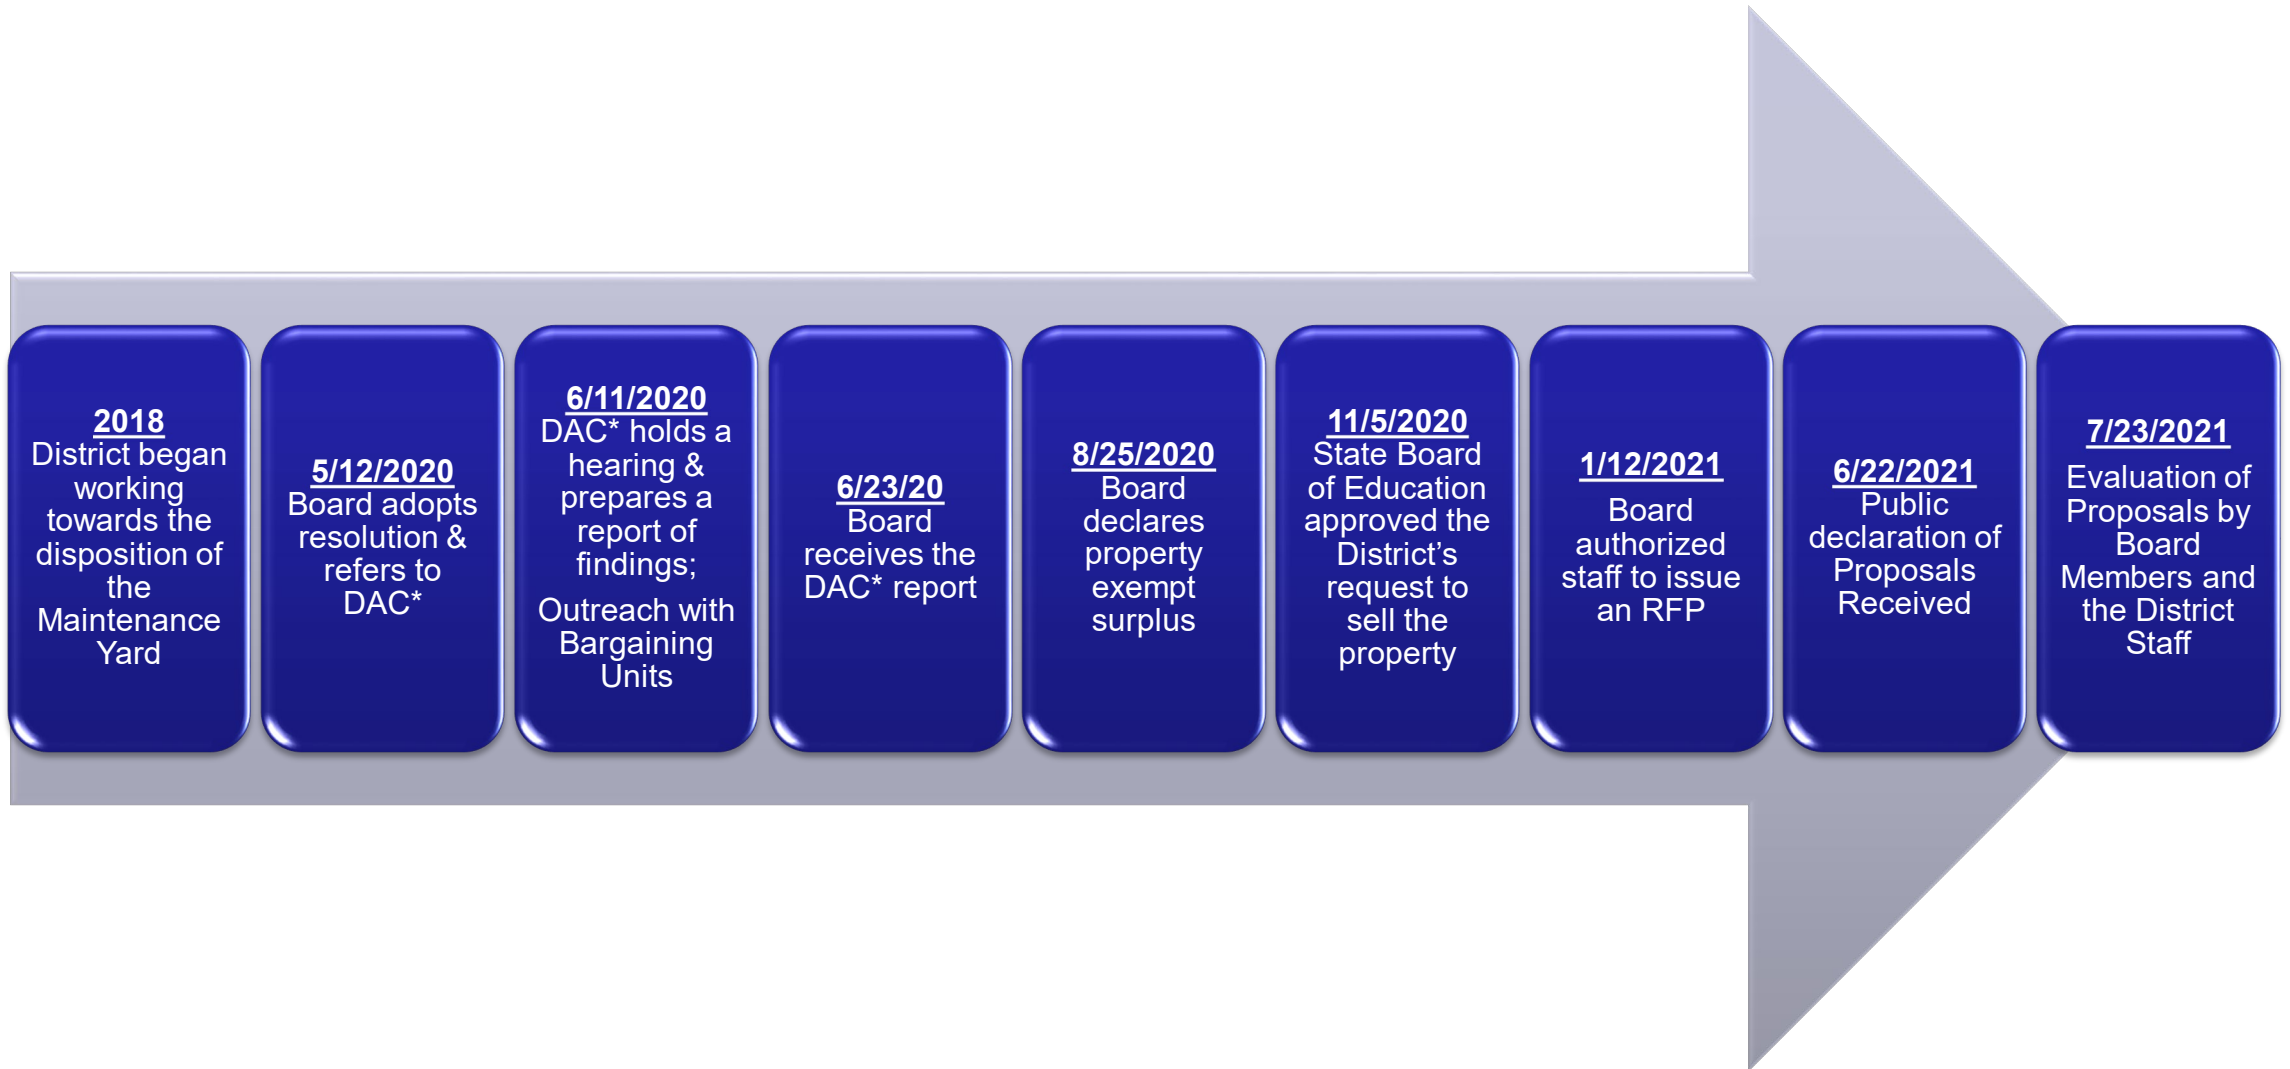 2018
District began
working
towards the
disposition of
the
Maintenance
Yard
5/12/2020
Board adopts
resolution &
refers to
DAC*
6/11/2020
DAC* holds a
hearing &
prepares a
report of
findings;
Outreach with
Bargaining
Units
6/23/20
Board
receives the
DAC* report
8/25/2020
Board
declares
property
exempt
surplus
11/5/2020
State Board
of Education
approved the
District’s
request to
sell the
property
1/12/2021
Board
authorized
staff to issue
an RFP
6/22/2021
Public
declaration of
Proposals
Received
7/23/2021
Evaluation of
Proposals by
Board
Members and
the District
Staff